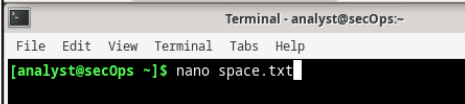 Terminal - analyst@secOps:~
File Edit View Terminal Tabs Help
[analyst@secOps ~]$ nano space.txt